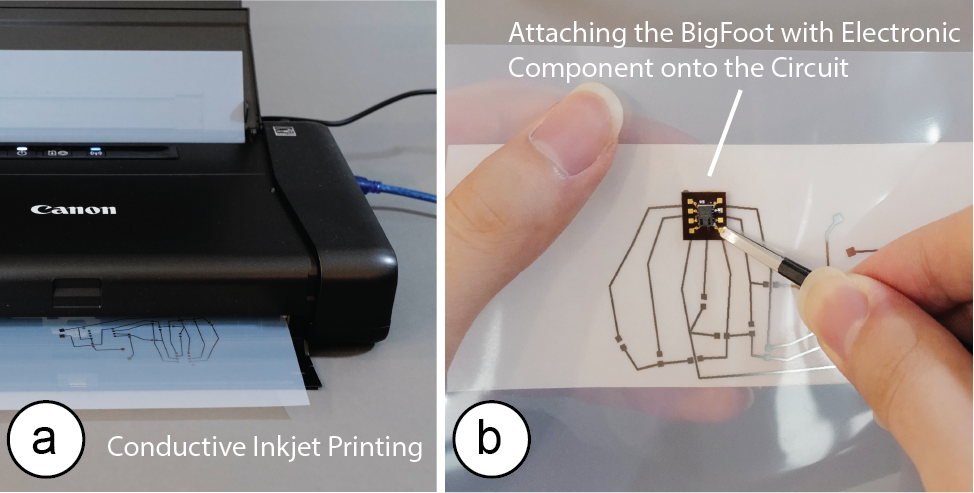 Canon
a
Conductive Inkjet Printing
Attaching the BigFoot with Electronic
Component onto the Circuit
b